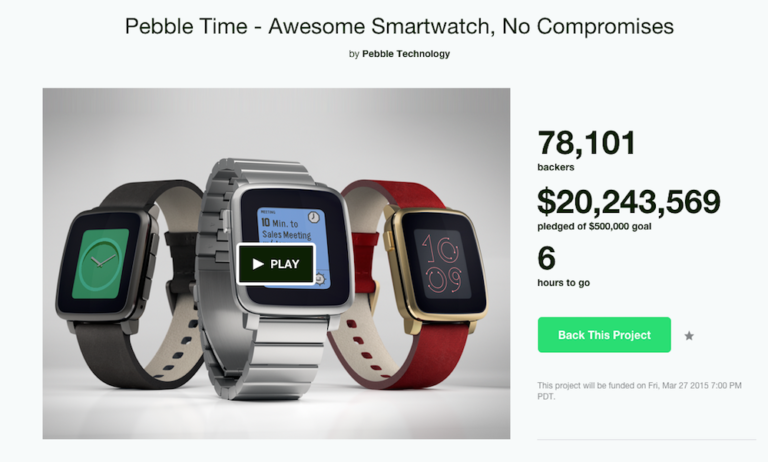 Pebble Time - Awesome Smartwatch, No Compromises
by Pebble Technology
MEETING
10 Min. to
Sales Meeting
PLAY
10
09
78,101
backers
$20,243,569
pledged of $500,000 goal
6
hours to go
Back This Project
This project will be funded on Fri, Mar 27 2015 7:00 PM
PDT.